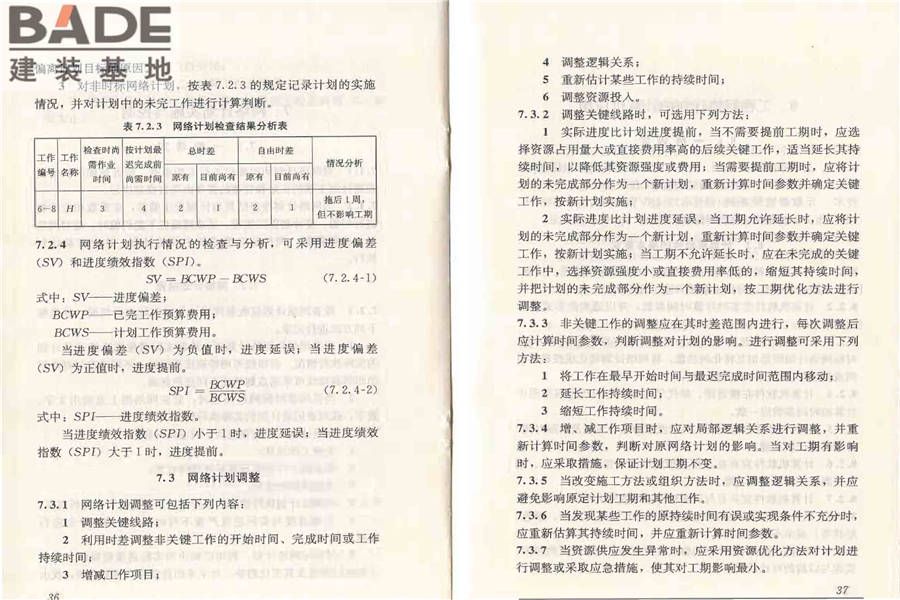 BADE
建装基地
偏离计划目标的原因。
3 对非时标网络计划，按表7.2.3的规定记录计划的实施
情况，并对计划中的未完工作进行计算判断。
表7.2.3 网络计划检查结果分析表
工作编号 工作名称 检查时尚需作业时间 按计划最迟完成前尚需时间 总时差 自由时差 情况分析
原有 目前尚有 原有 目前尚有
6—8 H 3 4 2 1 2 1 拖后1周，但不影响工期
7.2.4 网络计划执行情况的检查与分析，可采用进度偏差
(SV) 和进度绩效指数 (SPI)。
SV = BCWP − BCWS (7.2.4-1)
式中：SV——进度偏差；
BCWP——已完工作预算费用；
BCWS——计划工作预算费用。
当进度偏差 (SV) 为负值时，进度延误；当进度偏差
(SV) 为正值时，进度提前。
SPI = BCWP/BCWS (7.2.4-2)
式中：SPI——进度绩效指数。
当进度绩效指数 (SPI) 小于1时，进度延误；当进度绩效
指数 (SPI) 大于1时，进度提前。
7.3 网络计划调整
7.3.1 网络计划调整可包括下列内容：
1 调整关键线路；
2 利用时差调整非关键工作的开始时间、完成时间或工作
持续时间；
3 增减工作项目；
36
4 调整逻辑关系；
5 重新估计某些工作的持续时间；
6 调整资源投入。
7.3.2 调整关键线路时，可选用下列方法：
1 实际进度比计划进度提前，当不需要提前工期时，应选
择资源占用量大或直接费用率高的后续关键工作，适当延长其持
续时间，以降低其资源强度或费用；当需要提前工期时，应将计
划的未完成部分作为一个新计划，重新计算时间参数并确定关键
工作，按新计划实施；
2 实际进度比计划进度延误，当工期允许延长时，应将计
划的未完成部分作为一个新计划，重新计算时间参数并确定关键
工作，按新计划实施；当工期不允许延长时，应在未完成的关键
工作中，选择资源强度小或直接费用率低的，缩短其持续时间，
并把计划的未完成部分作为一个新计划，按工期优化方法进行
调整。
7.3.3 非关键工作的调整应在其时差范围内进行，每次调整后
应计算时间参数，判断调整对计划的影响。进行调整可采用下列
方法：
1 将工作在最早开始时间与最迟完成时间范围内移动；
2 延长工作持续时间；
3 缩短工作持续时间。
7.3.4 增、减工作项目时，应对局部逻辑关系进行调整，并重
新计算时间参数，判断对原网络计划的影响。当对工期有影响
时，应采取措施，保证计划工期不变。
7.3.5 当改变施工方法或组织方法时，应调整逻辑关系，并应
避免影响原定计划工期和其他工作。
7.3.6 当发现某些工作的原持续时间有误或实现条件不充分时，
应重新估算其持续时间，并应重新计算时间参数。
7.3.7 当资源供应发生异常时，应采用资源优化方法对计划进
行调整或采取应急措施，使其对工期影响最小。
37